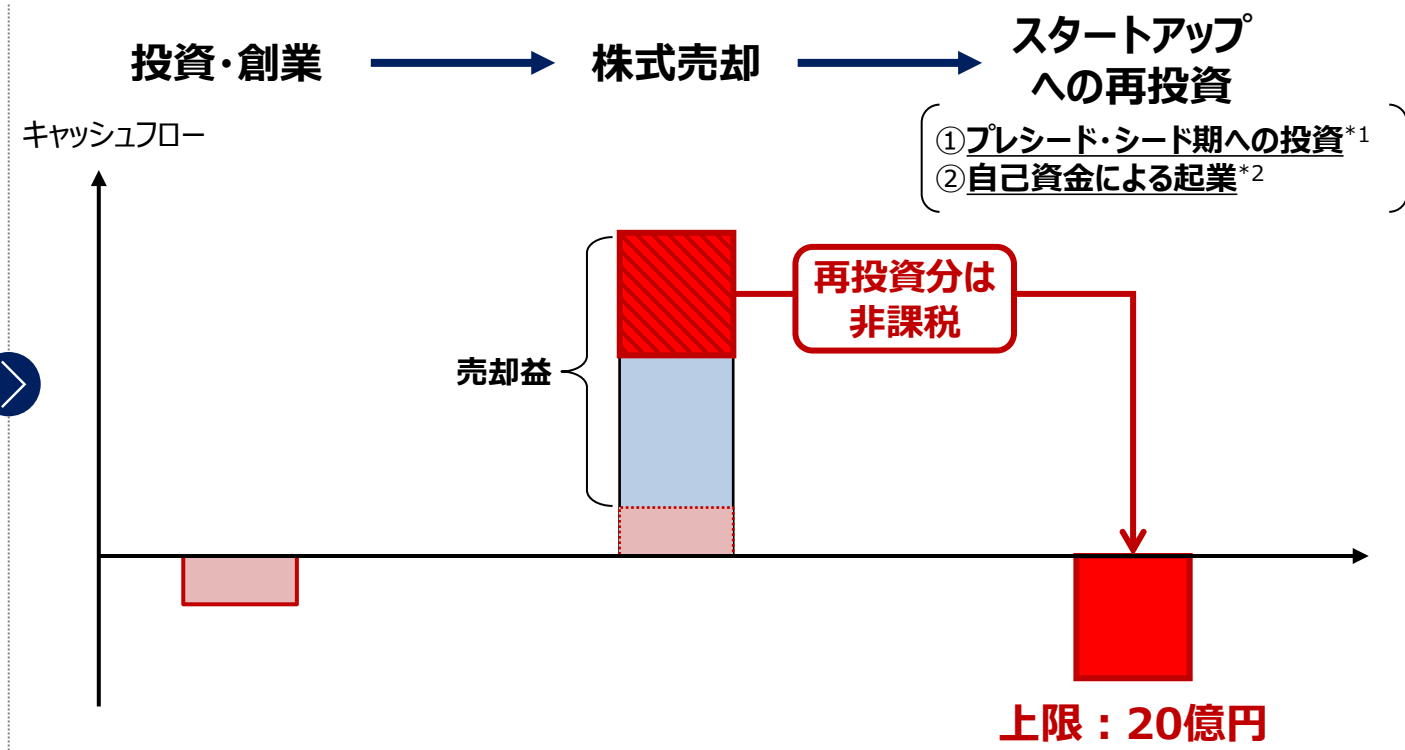 投資・創業
株式売却
スタートアップ
への再投資
①プレシード・シード期への投資*1
②自己資金による起業*2
キャッシュフロー
再投資分は
非課税
売却益
上限：20億円